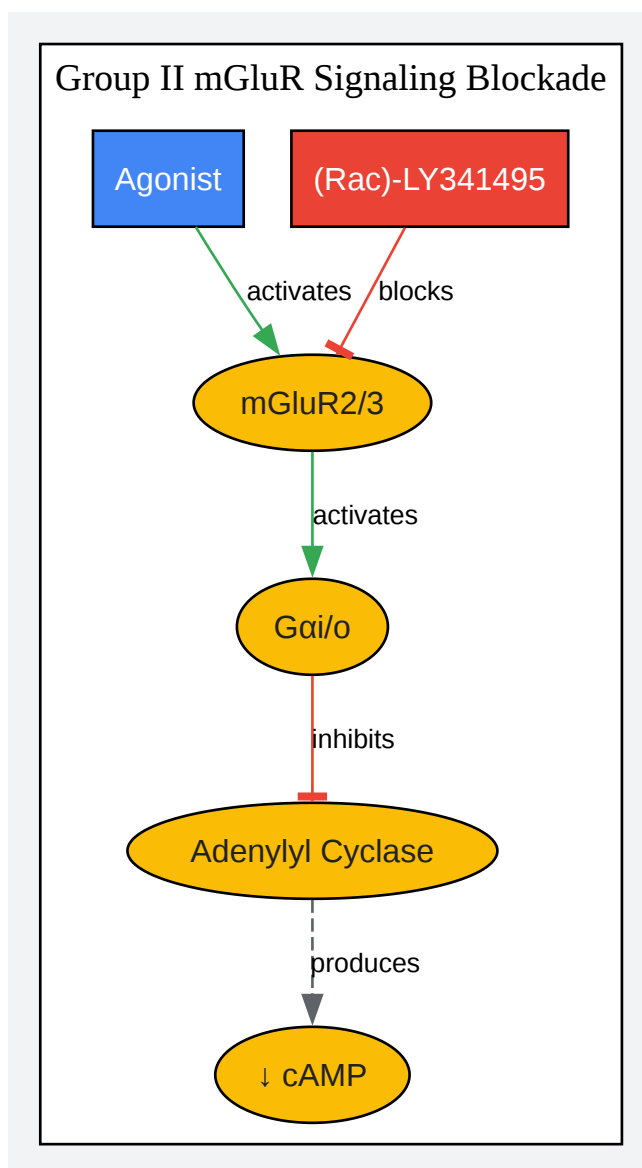 Group II mGluR Signaling Blockade
Agonist
(Rac)-LY341495
activates
blocks
mGluR2/3
activates
Gαi/o
inhibits
Adenylyl Cyclase
produces
↓ cAMP